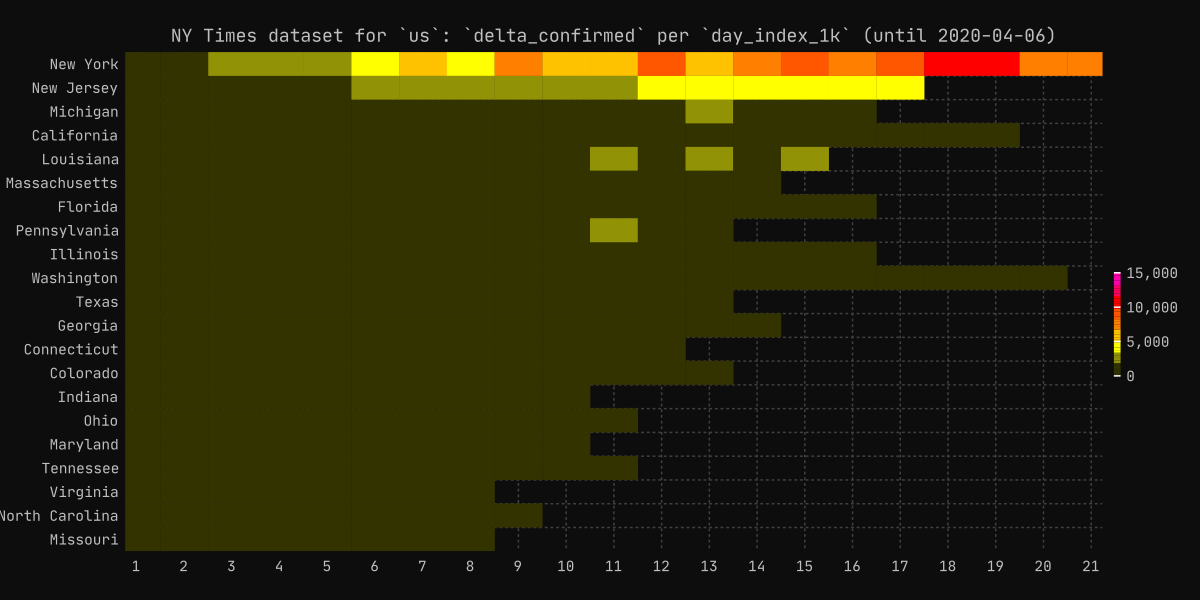 NY Times dataset for `us`: `delta_confirmed` per `day_index_1k` (until 2020-04-06)
New York
New Jersey
Michigan
California
Louisiana
Massachusetts
Florida
Pennsylvania
Illinois
Washington
Texas
Georgia
Connecticut
Colorado
Indiana
Ohio
Maryland
Tennessee
Virginia
North Carolina
Missouri
15,000
10,000
5,000
0
1 2 3 4 5 6 7 8 9 10 11 12 13 14 15 16 17 18 19 20 21